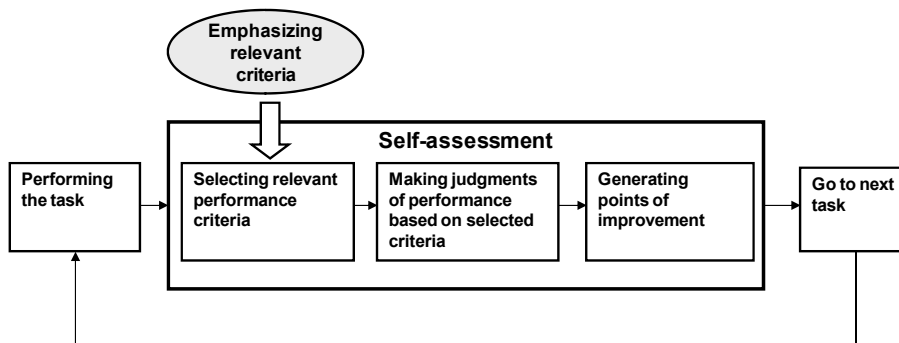 Emphasizing
relevant
criteria
Self-assessment
Performing
the task
Selecting relevant
performance
criteria
Making judgments
of performance
based on selected
criteria
Generating
points of
improvement
Go to next
task